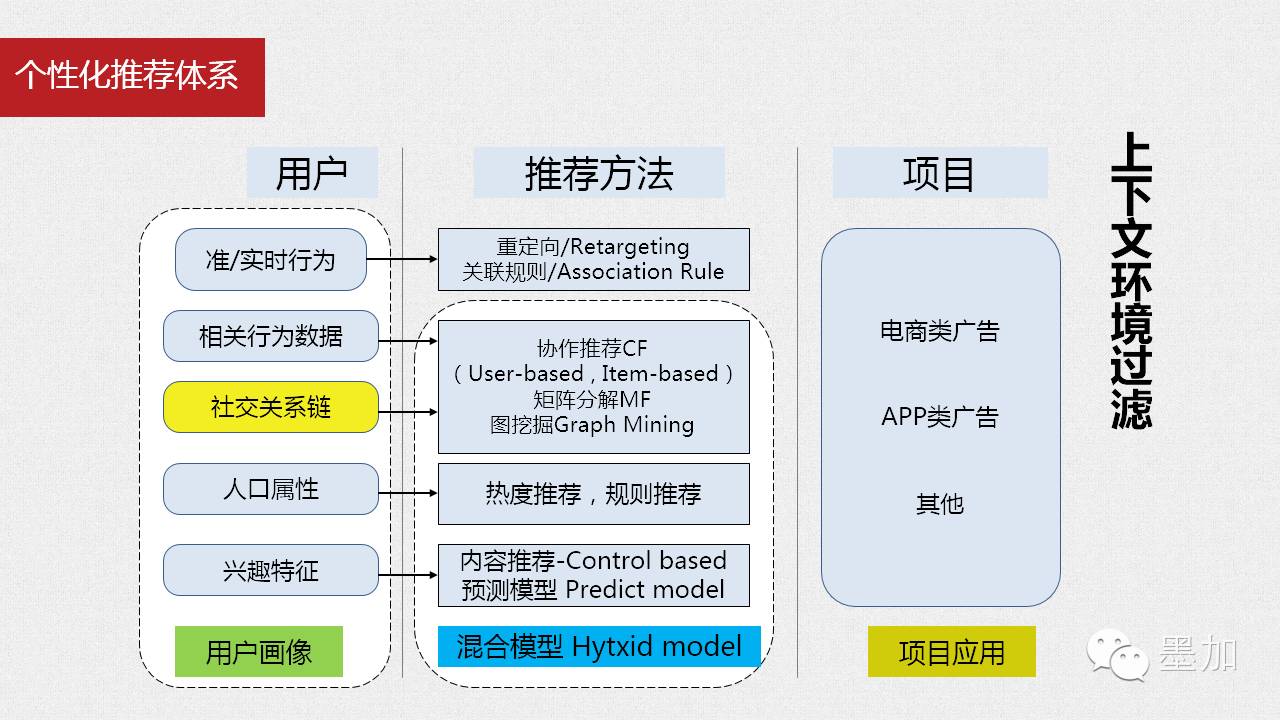 个性化推荐体系
用户
推荐方法
项目
上下文环境过滤
准/实时行为
重定向/Retargeting
关联规则/Association Rule
相关行为数据
社交关系链
协作推荐CF
（User-based , Item-based）
矩阵分解MF
图挖掘Graph Mining
人口属性
热度推荐，规则推荐
兴趣特征
内容推荐-Control based
预测模型 Predict model
电商类广告
APP类广告
其他
用户画像
混合模型 Hytxid model
项目应用
墨加